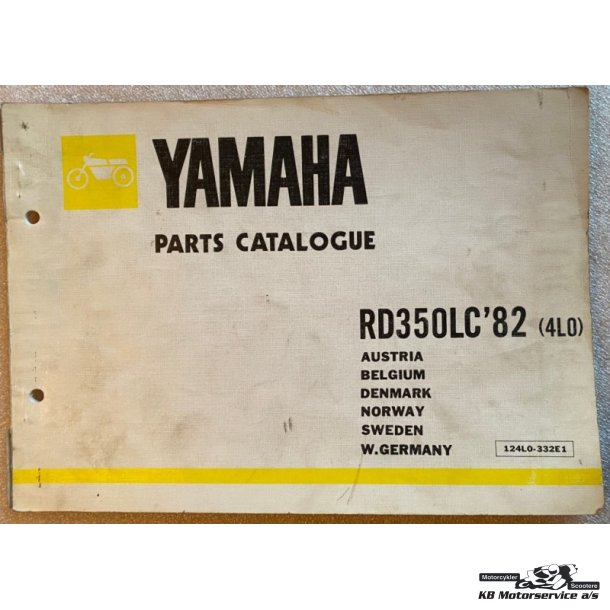 YAMAHA
PARTS CATALOGUE
RD350LC'82 (4L0)
AUSTRIA
BELGIUM
DENMARK
NORWAY
SWEDEN
W.GERMANY
124L0-332E1
Motorcykler
Scootere
KB Motorservice a/s